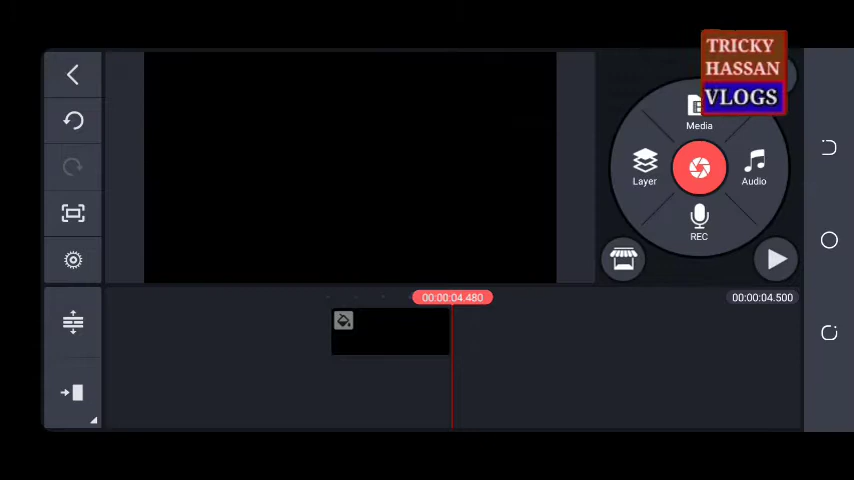 TRICKY
HASSAN
VLOGS
Media
Layer
Audio
REC
00:00:04.480
00:00:04.500